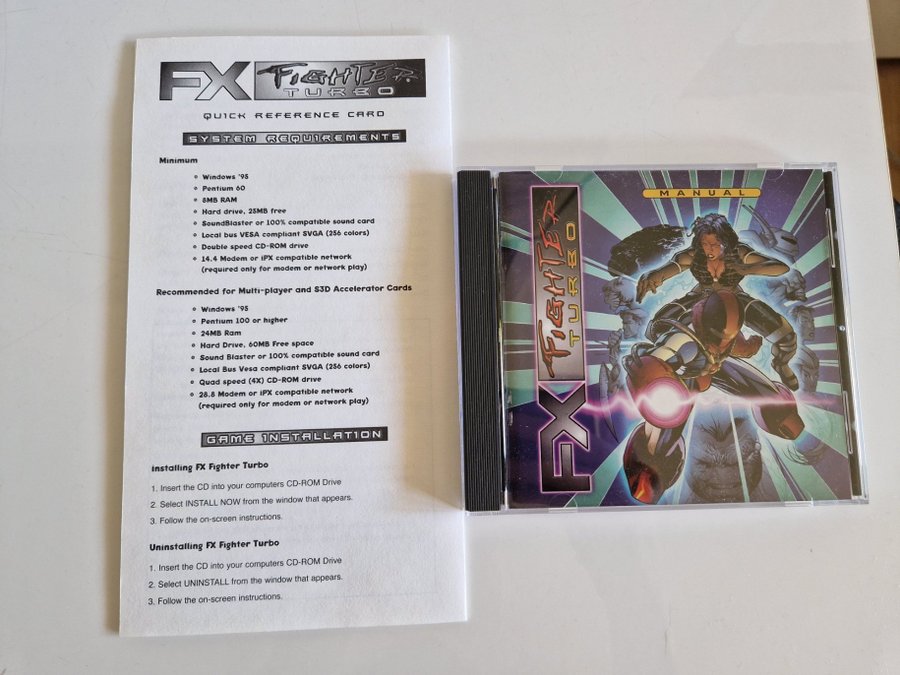 FX FIGHTER
TURBO
QUICK REFERENCE CARD
SYSTEM REQUIREMENTS
Minimum
Windows '95
Pentium 60
8MB RAM
Hard drive, 25MB free
SoundBlaster or 100% compatible sound card
Local bus VESA compliant SVGA (256 colors)
Double speed CD-ROM drive
14.4 Modem or IPX compatible network
(required only for modem or network play)
Recommended for Multi-player and S3D Accelerator Cards
Windows '95
Pentium 100 or higher
24MB Ram
Hard Drive, 60MB Free space
Sound Blaster or 100% compatible sound card
Local Bus Vesa compliant SVGA (256 colors)
Quad speed (4X) CD-ROM drive
28.8 Modem or IPX compatible network
(required only for modem or network play)
GAME INSTALLATION
Installing FX Fighter Turbo
1. Insert the CD into your computers CD-ROM Drive
2. Select INSTALL NOW from the window that appears.
3. Follow the on-screen instructions.
Uninstalling FX Fighter Turbo
1. Insert the CD into your computers CD-ROM Drive
2. Select UNINSTALL from the window that appears.
3. Follow the on-screen instructions.
MANUAL
FX FIGHTER
TURBO